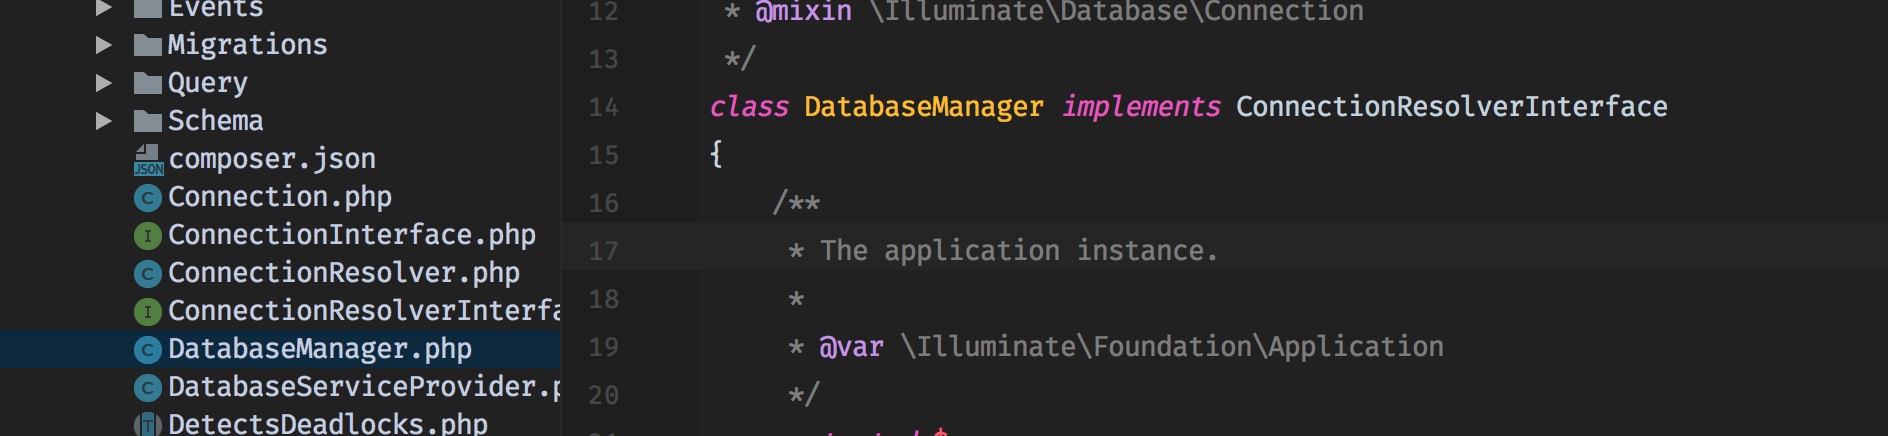 Events
Migrations
Query
Schema
JSON composer.json
C Connection.php
I ConnectionInterface.php
C ConnectionResolver.php
I ConnectionResolverInterfa
C DatabaseManager.php
C DatabaseServiceProvider.p
T DetectsDeadlocks.php
12 * @mixin \Illuminate\Database\Connection
13 */
14 class DatabaseManager implements ConnectionResolverInterface
15 {
16 /**
17 * The application instance.
18 *
19 * @var \Illuminate\Foundation\Application
20 */